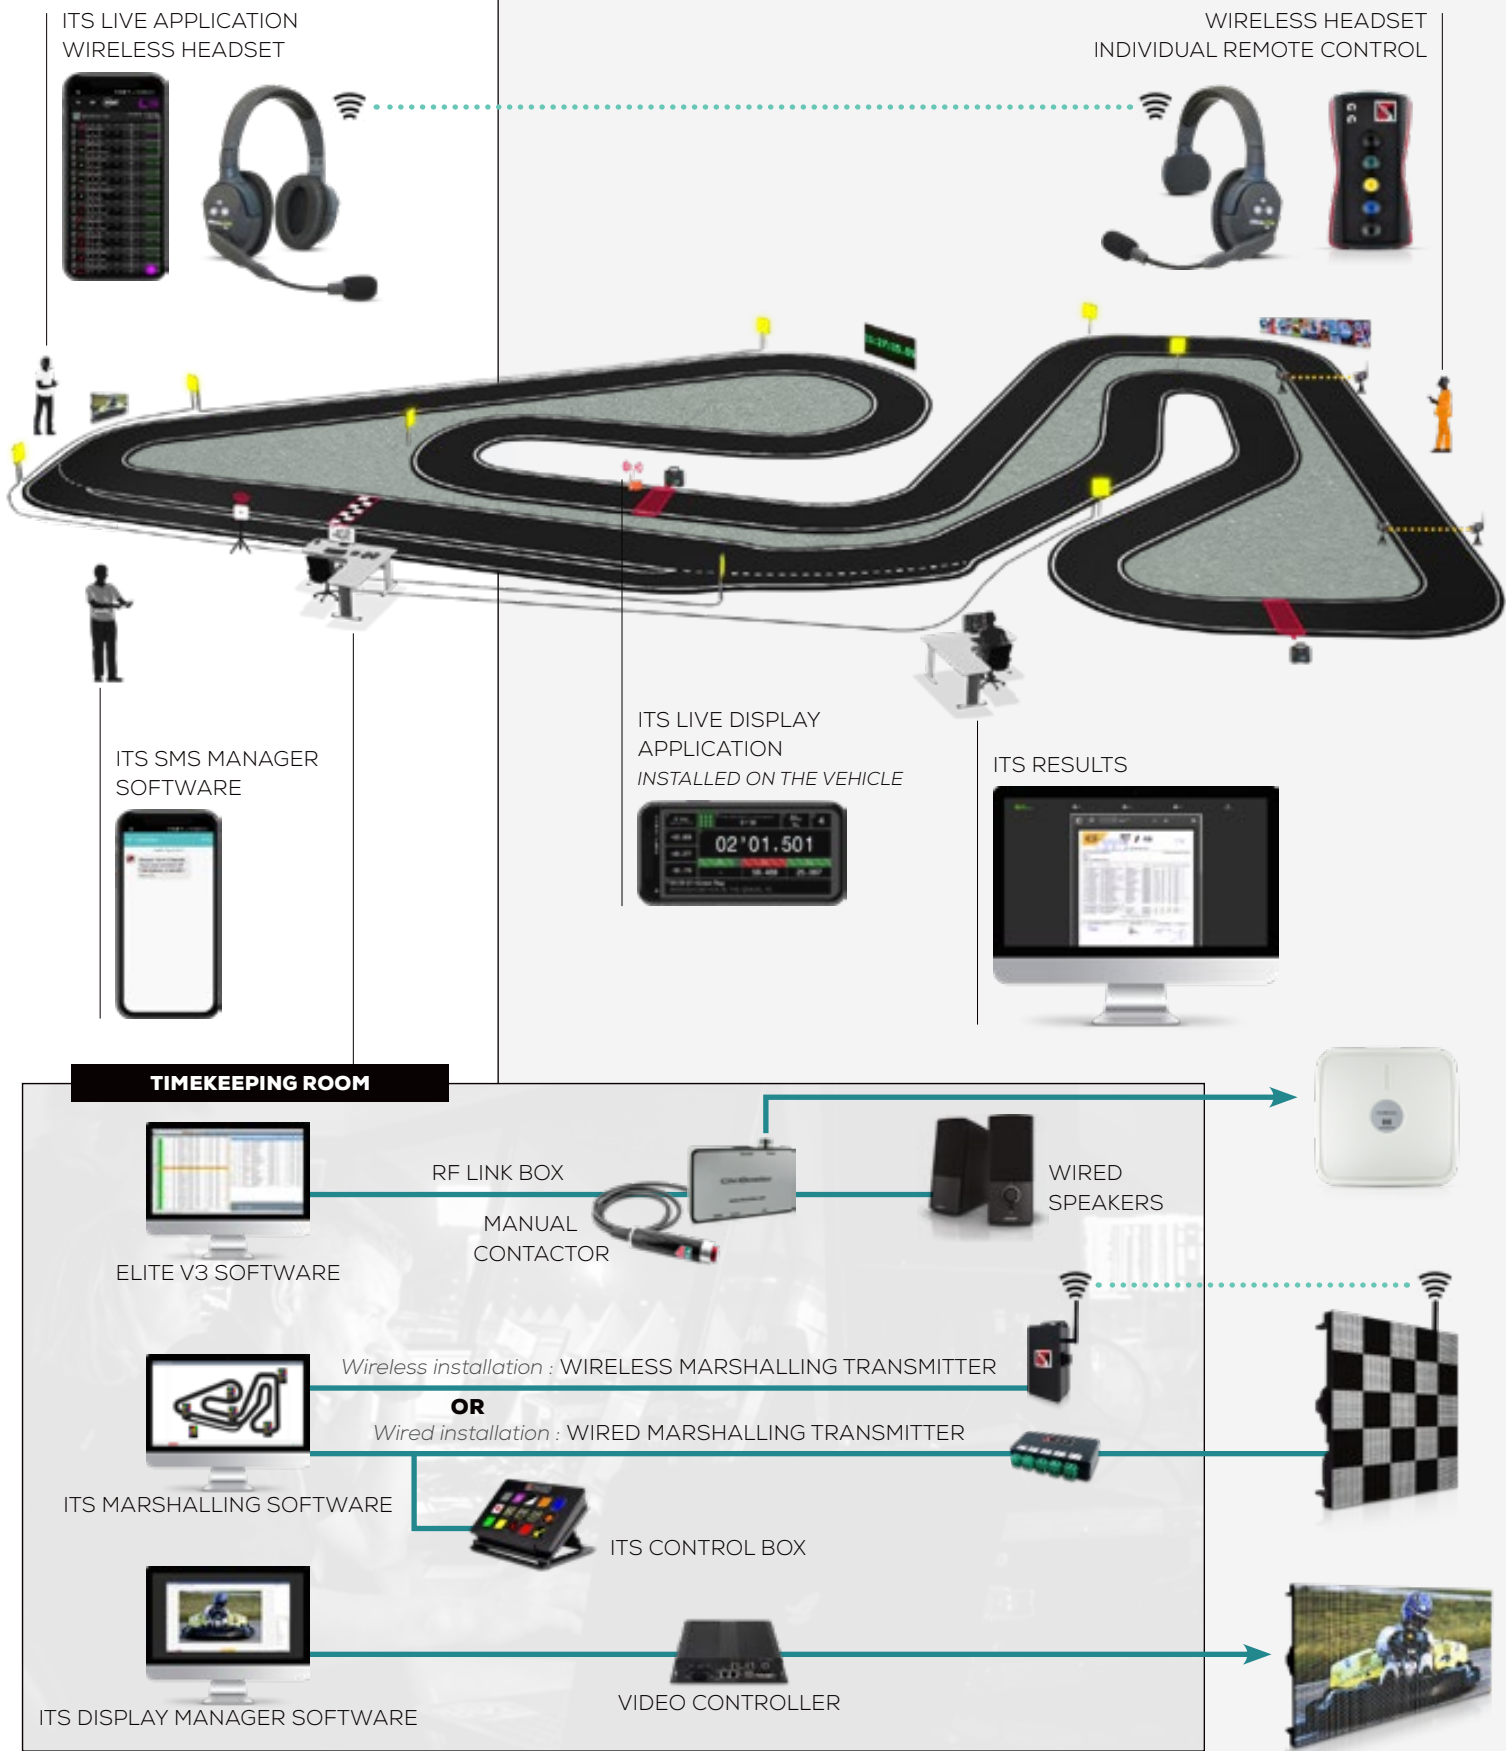 ITS LIVE APPLICATION
WIRELESS HEADSET
WIRELESS HEADSET
INDIVIDUAL REMOTE CONTROL
ITS SMS MANAGER
SOFTWARE
ITS LIVE DISPLAY
APPLICATION
INSTALLED ON THE VEHICLE
02'01.501
ITS RESULTS
TIMEKEEPING ROOM
RF LINK BOX
MANUAL
CONTACTOR
WIRED
SPEAKERS
ELITE V3 SOFTWARE
Wireless installation : WIRELESS MARSHALLING TRANSMITTER
OR
Wired installation : WIRED MARSHALLING TRANSMITTER
ITS MARSHALLING SOFTWARE
ITS CONTROL BOX
VIDEO CONTROLLER
ITS DISPLAY MANAGER SOFTWARE